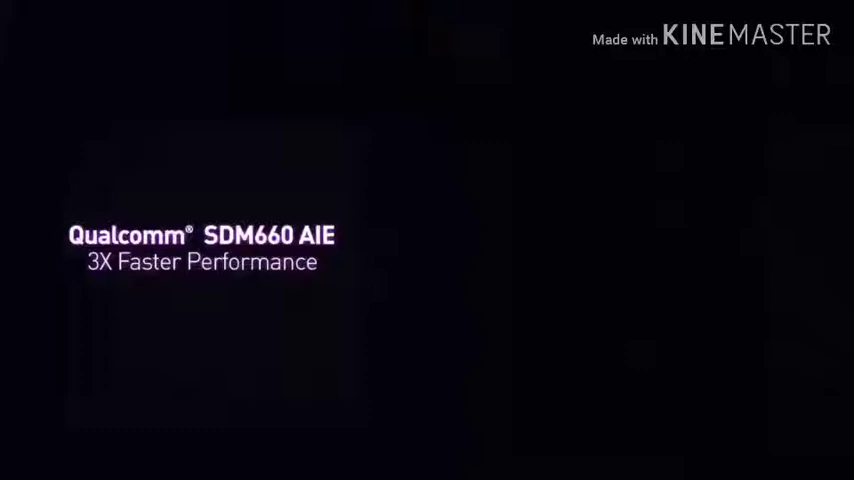 Made with KINEMASTER
Qualcomm® SDM660 AIE
3X Faster Performance